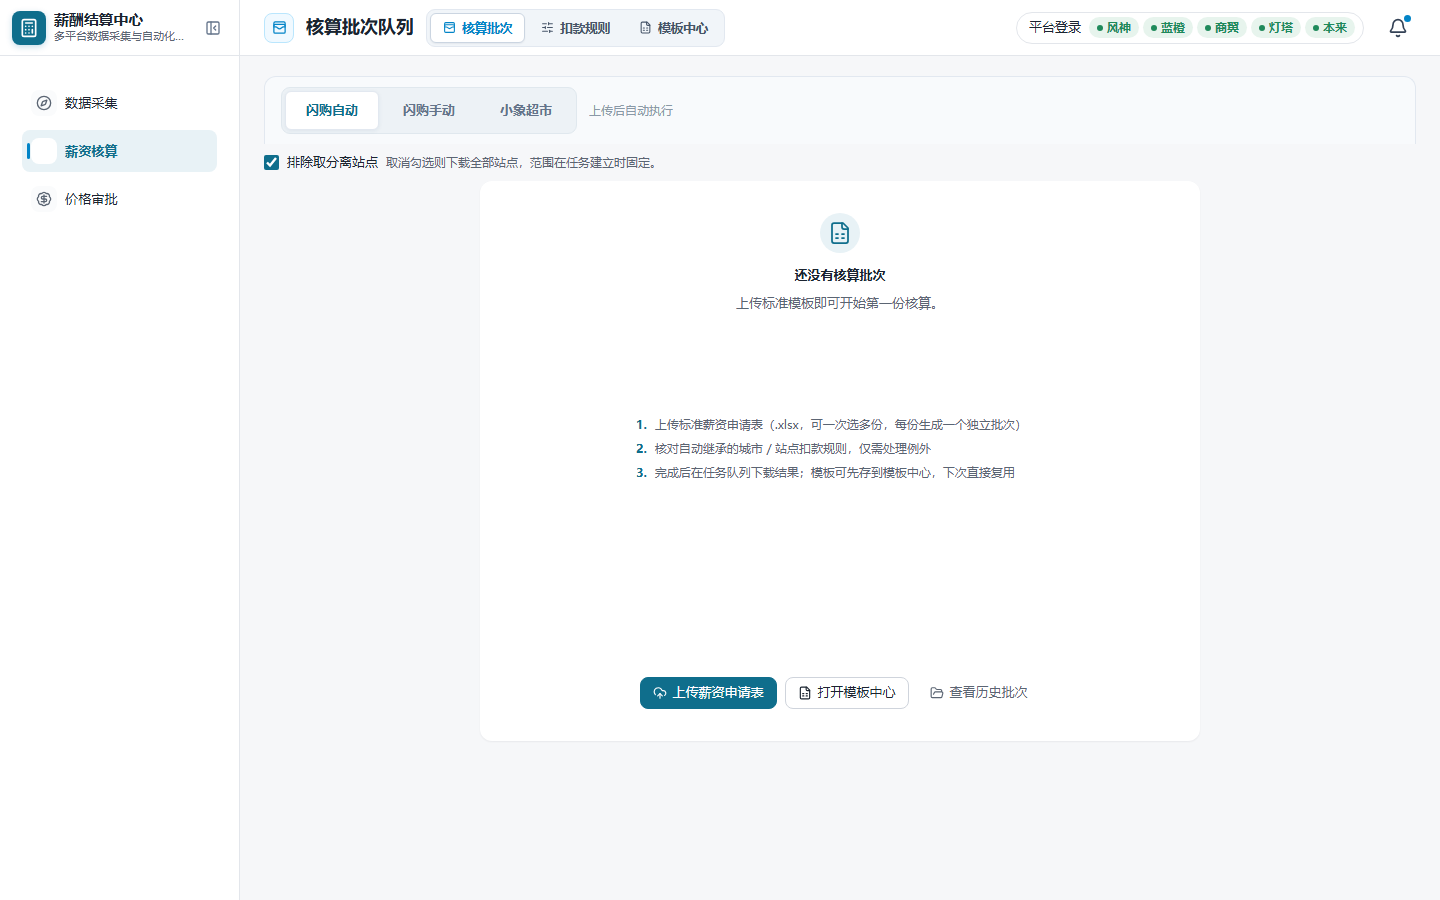 薪酬结算中心
多平台数据采集与自动化...
核算批次队列
核算批次
扣款规则
模板中心
平台登录
风神
蓝橙
商翼
灯塔
本来
数据采集
薪资核算
价格审批
闪购自动
闪购手动
小象超市
上传后自动执行
排除取分离站点 取消勾选则下载全部站点，范围在任务建立时固定。
还没有核算批次
上传标准模板即可开始第一份核算。
1. 上传标准薪资申请表（.xlsx，可一次选多份，每份生成一个独立批次）
2. 核对自动继承的城市 / 站点扣款规则，仅需处理例外
3. 完成后在任务队列下载结果；模板可先存到模板中心，下次直接复用
上传薪资申请表
打开模板中心
查看历史批次